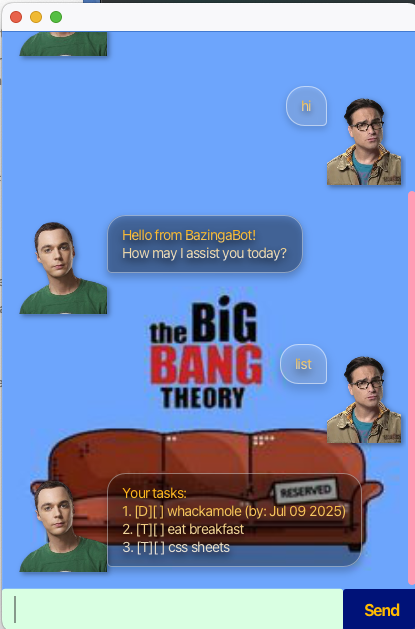 hi
Hello from BazingaBot!
How may I assist you today?
the BiG
BANG
THEORY
list
RESERVED
Your tasks:
1. [D][ ] whackamole (by: Jul 09 2025)
2. [T][ ] eat breakfast
3. [T][ ] css sheets
Send